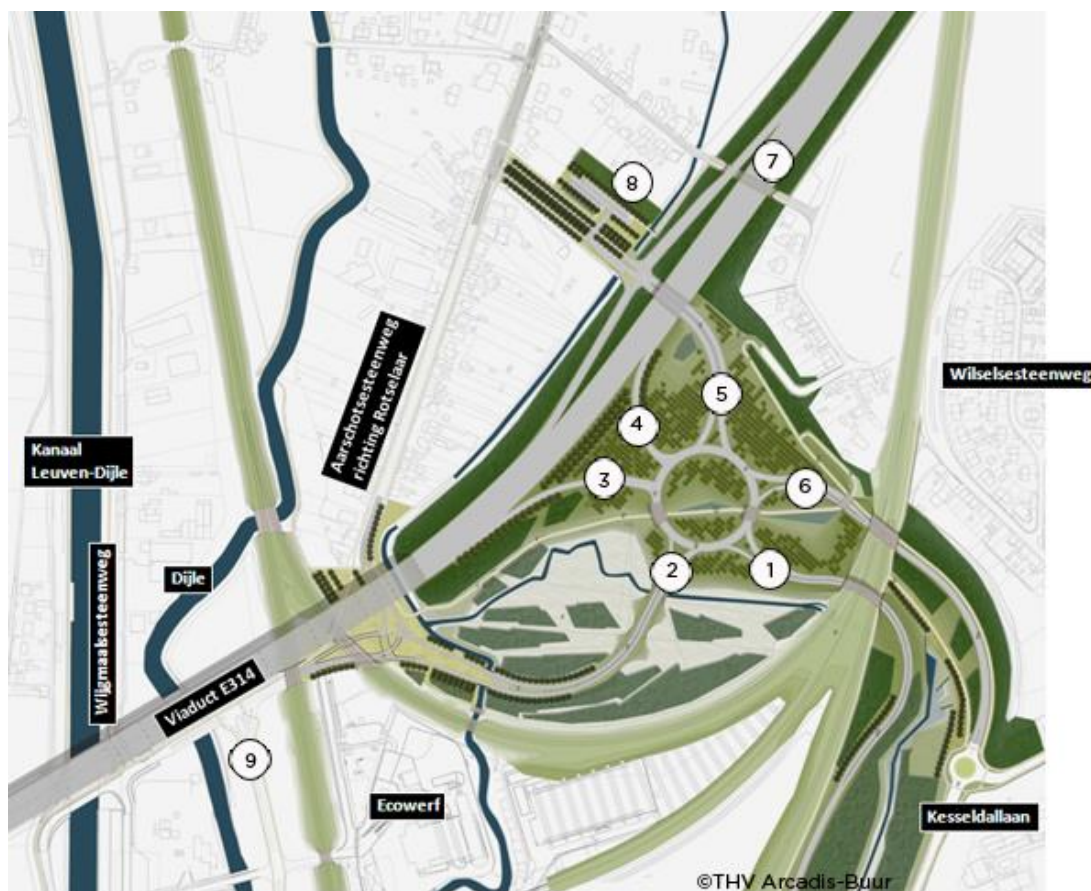 7
8
Aarschotsesteenweg
richting Rotselaar
Wilselsesteenweg
5
4
Kanaal
Leuven-Dijle
3
6
Dijle
2
1
Wijgmaalsesteenweg
Viaduct E314
9
Ecowerf
Kesseldallaan
©THV Arcadis-Buur